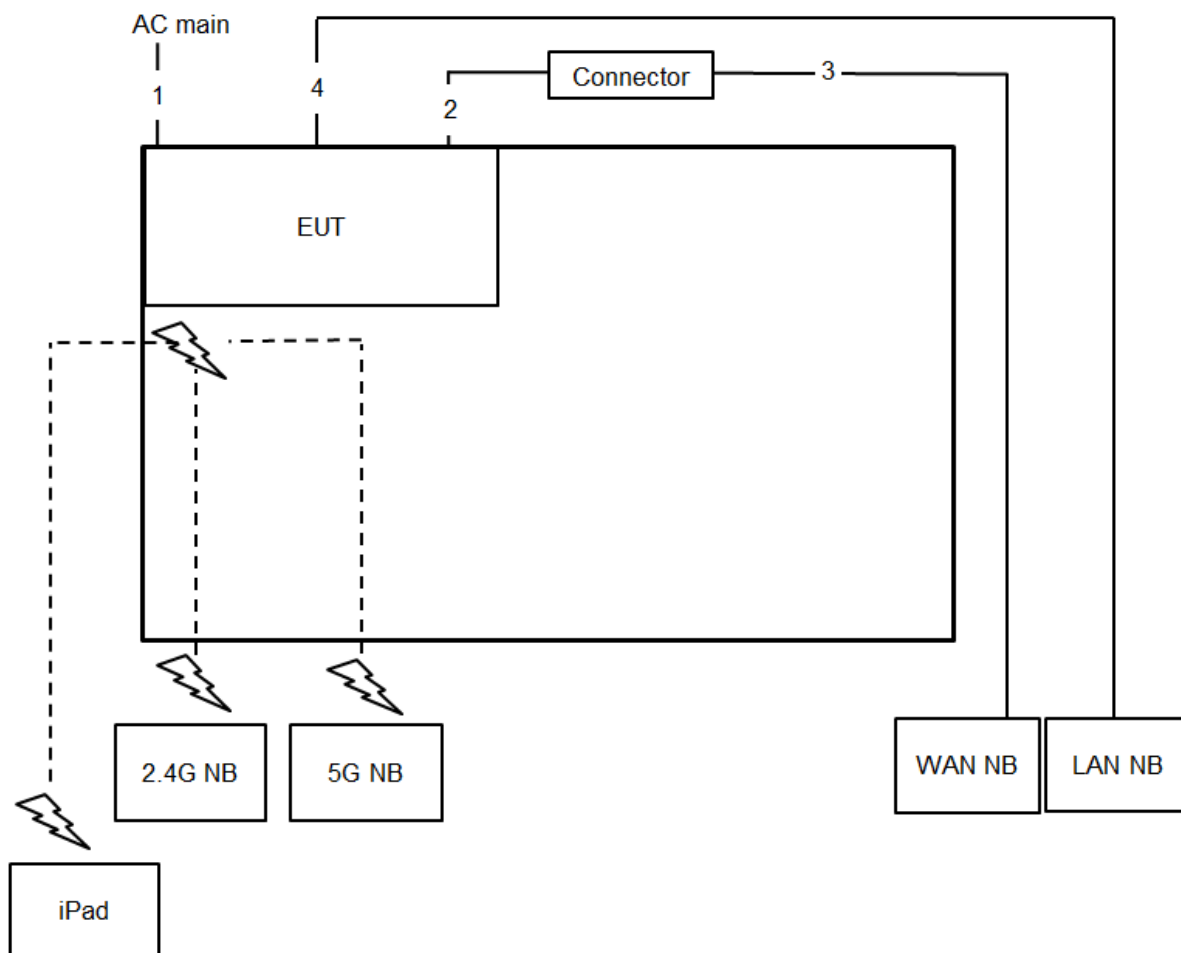 AC main
1
4
2
Connector
3
EUT
2.4G NB
5G NB
WAN NB
LAN NB
iPad